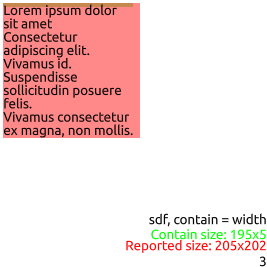 Lorem ipsum dolor
sit amet
Consectetur
adipiscing elit.
Vivamus id.
Suspendisse
sollicitudin posuere
felis.
Vivamus consectetur
ex magna, non mollis.
sdf, contain = width
Contain size: 195x5
Reported size: 205x202
3